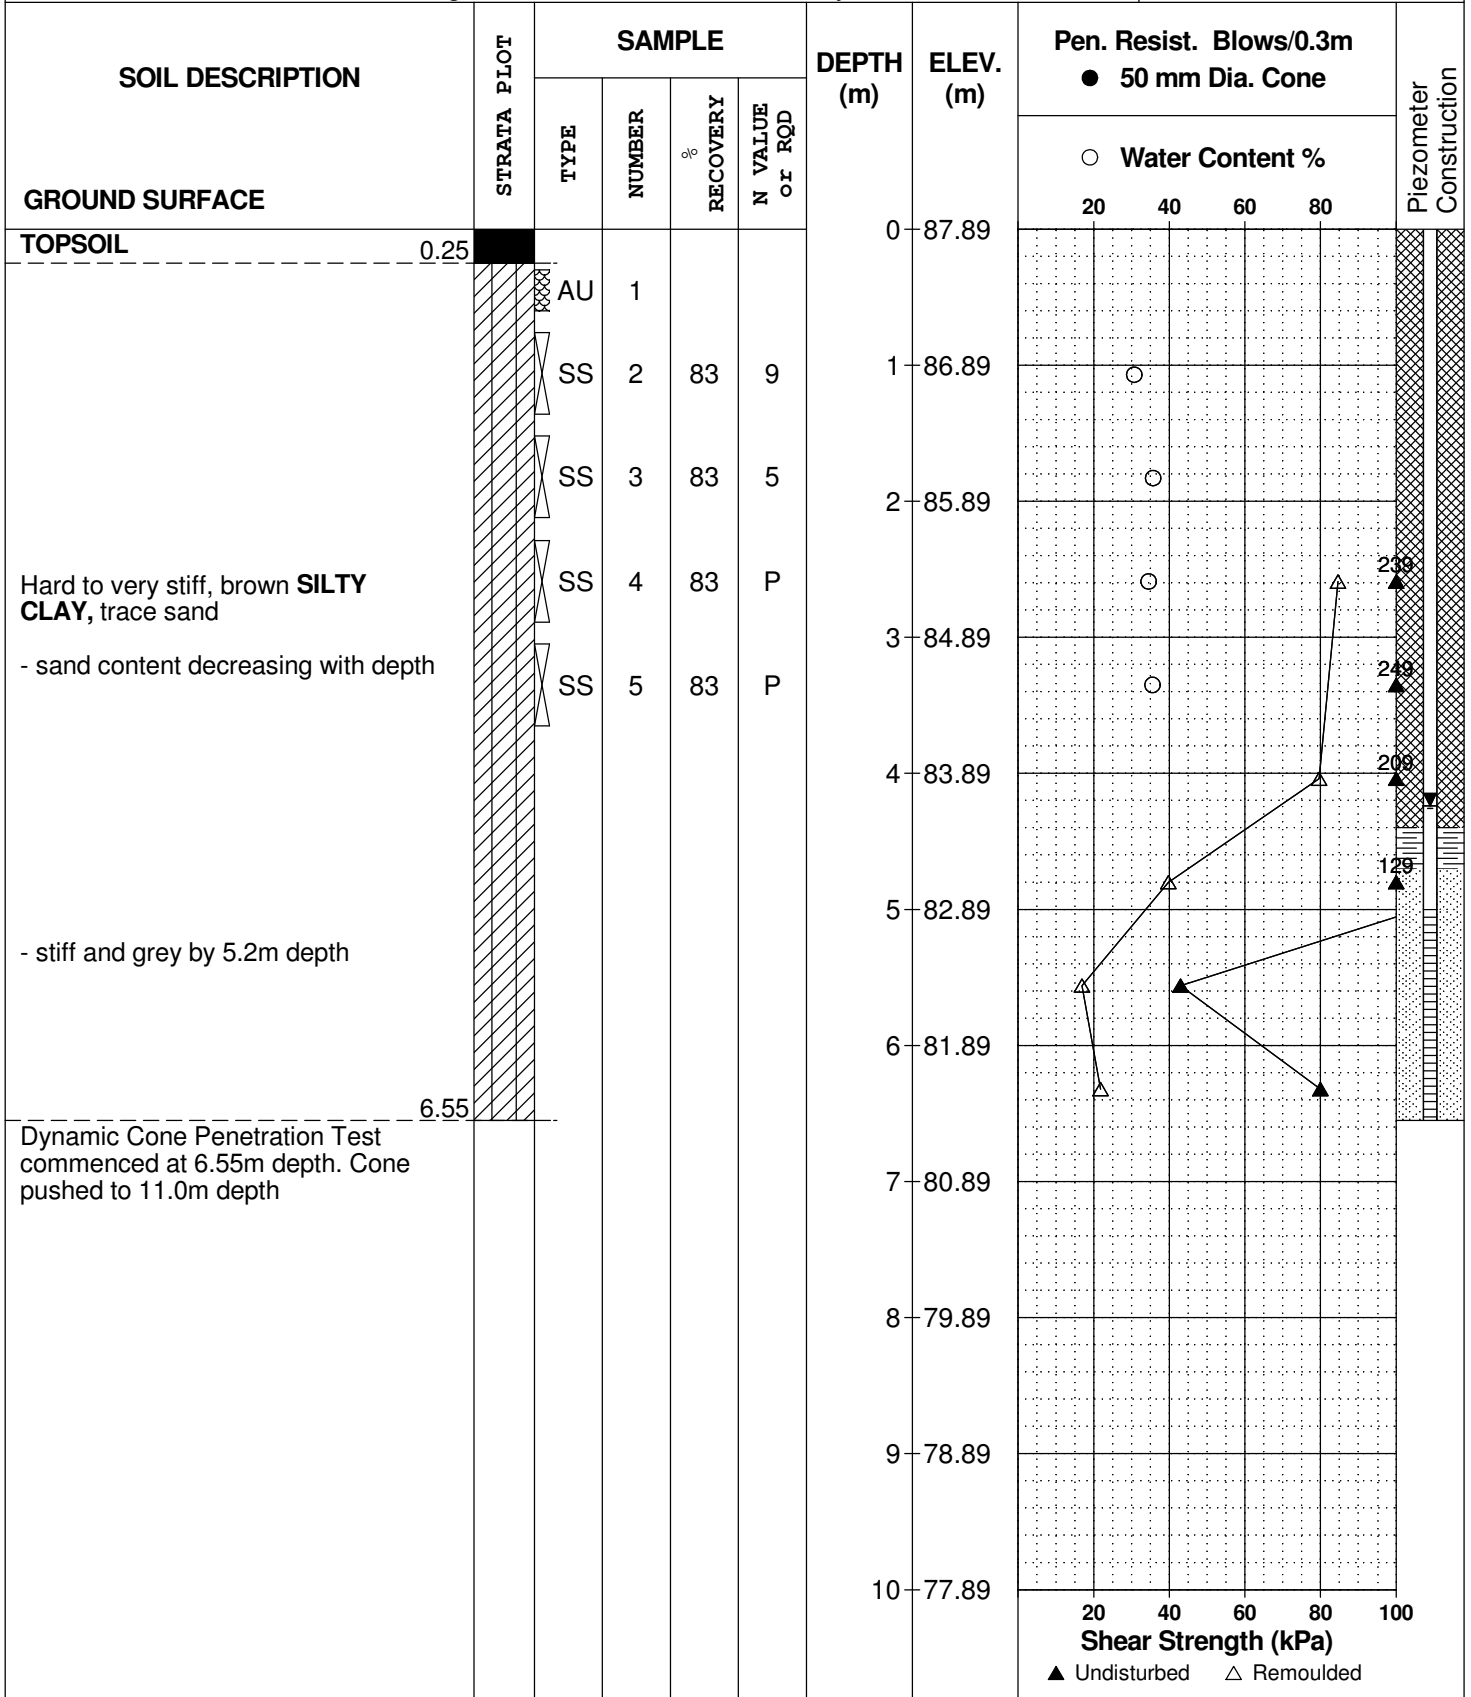 SOIL DESCRIPTION
GROUND SURFACE
STRATA PLOT
SAMPLE
TYPE
NUMBER
% RECOVERY
N VALUE or RQD
DEPTH (m)
ELEV. (m)
Pen. Resist. Blows/0.3m
● 50 mm Dia. Cone
○ Water Content %
20 40 60 80
Piezometer Construction
TOPSOIL 0.25
0 87.89
AU 1
SS 2 83 9
1 86.89
SS 3 83 5
2 85.89
Hard to very stiff, brown SILTY
CLAY, trace sand
SS 4 83 P
239
3 84.89
- sand content decreasing with depth
SS 5 83 P
249
4 83.89
209
129
5 82.89
- stiff and grey by 5.2m depth
6 81.89
6.55
Dynamic Cone Penetration Test
commenced at 6.55m depth. Cone
pushed to 11.0m depth
7 80.89
8 79.89
9 78.89
10 77.89
20 40 60 80 100
Shear Strength (kPa)
▲ Undisturbed △ Remoulded